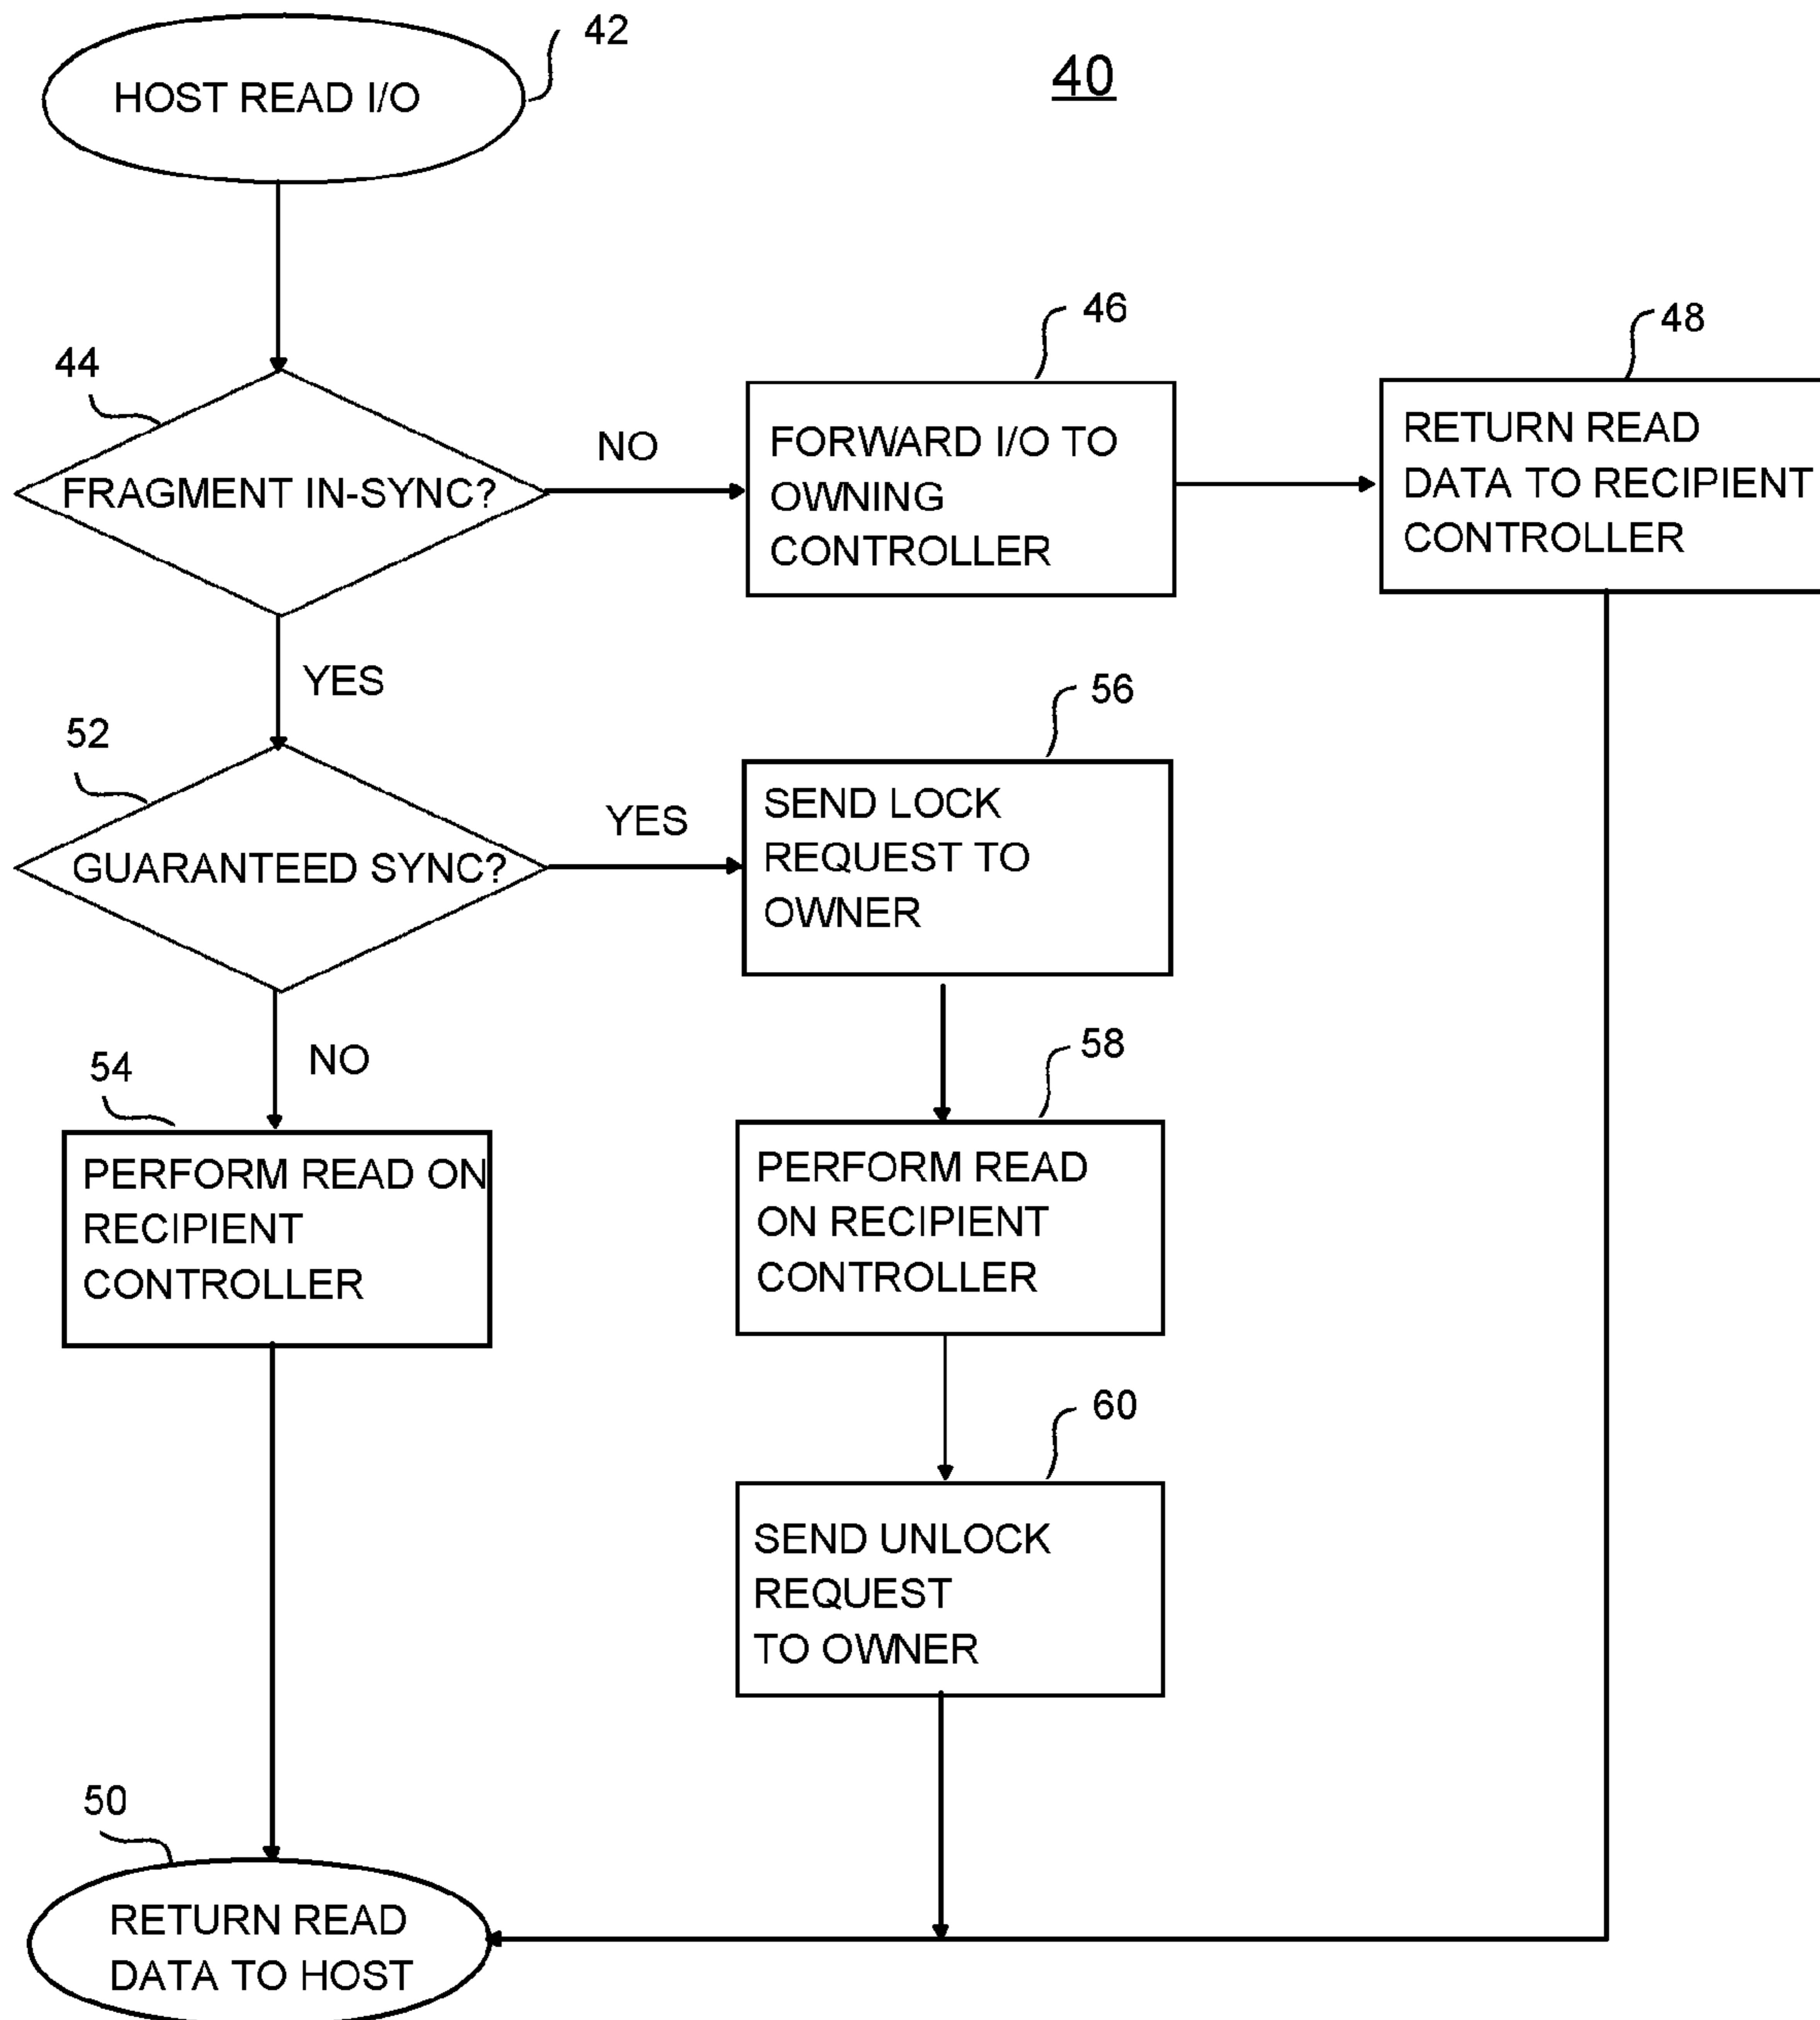 42
HOST READ I/O
40
44
FRAGMENT IN-SYNC?
NO
46
FORWARD I/O TO
OWNING
CONTROLLER
48
RETURN READ
DATA TO RECIPIENT
CONTROLLER
YES
52
GUARANTEED SYNC?
YES
56
SEND LOCK
REQUEST TO
OWNER
NO
54
PERFORM READ ON
RECIPIENT
CONTROLLER
58
PERFORM READ
ON RECIPIENT
CONTROLLER
60
SEND UNLOCK
REQUEST
TO OWNER
50
RETURN READ
DATA TO HOST